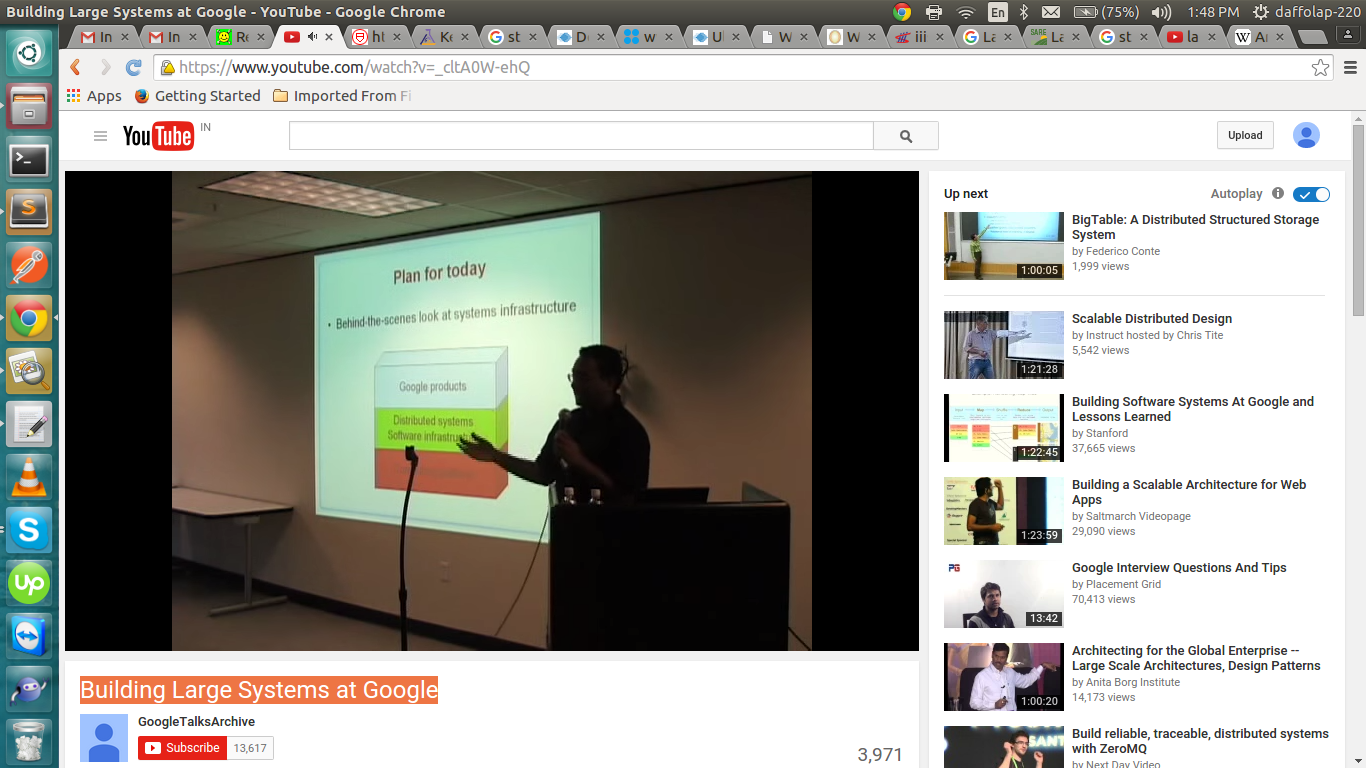 Building Large Systems at Google - YouTube - Google Chrome
En
(75%)
1:48 PM
daffolap-220
In
In
Re
ht
Ke
st
De
w
Ul
W
W
iii
La
La
st
la
Ar
https://www.youtube.com/watch?v=_cltA0W-ehQ
Apps
Getting Started
Imported From Fi
YouTube IN
Upload
Plan for today
• Behind-the-scenes look at systems infrastructure
Google products
Distributed systems
Software infrastructure
Building Large Systems at Google
GoogleTalksArchive
Subscribe 13,617
3,971
Up next
Autoplay
BigTable: A Distributed Structured Storage
System
by Federico Conte
1,999 views
1:00:05
Scalable Distributed Design
by Instruct hosted by Chris Tite
5,542 views
1:21:28
Building Software Systems At Google and
Lessons Learned
by Stanford
37,665 views
1:22:45
Building a Scalable Architecture for Web
Apps
by Saltmarch Videopage
29,090 views
1:23:59
Google Interview Questions And Tips
by Placement Grid
70,413 views
PG
13:42
Architecting for the Global Enterprise --
Large Scale Architectures, Design Patterns
by Anita Borg Institute
14,173 views
1:00:20
Build reliable, traceable, distributed systems
with ZeroMQ
by Next Day Video